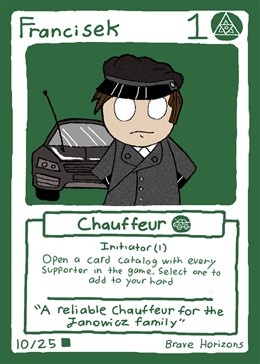 Francisek 1
Chauffeur
Initiator (1)
Open a card catalog with every
Supporter in the game. Select one to
add to your hand
"A reliable Chauffeur for the
Janowicz family"
10/25 Brave Horizons